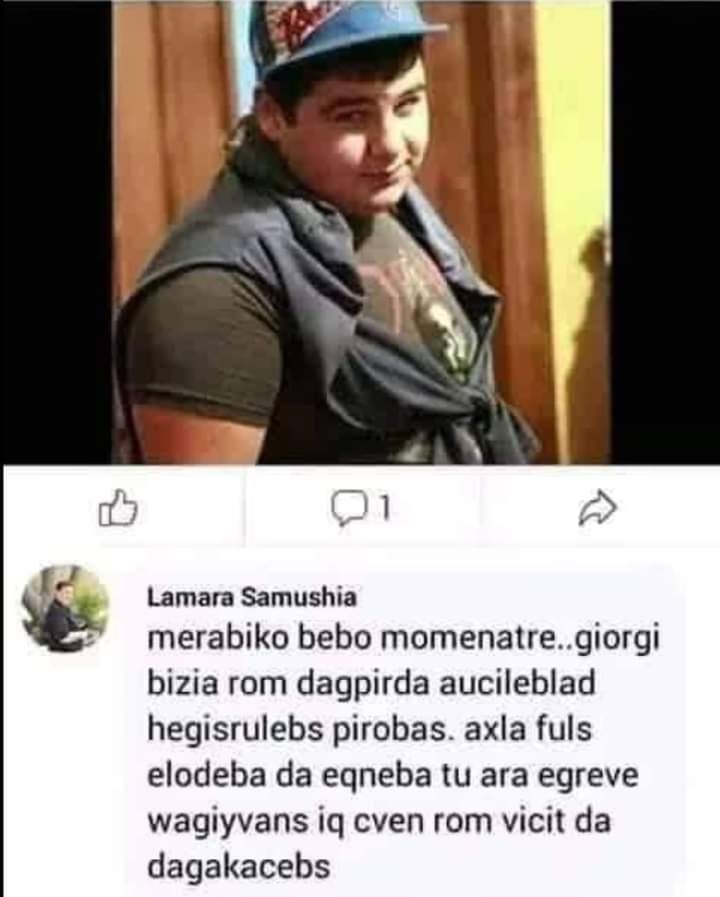 1
Lamara Samushia
merabiko bebo momenatre..giorgi
bizia rom dagpirda aucileblad
hegisrulebs pirobas. axla fuls
elodeba da eqneba tu ara egreve
wagiyvans iq cven rom vicit da
dagakacebs